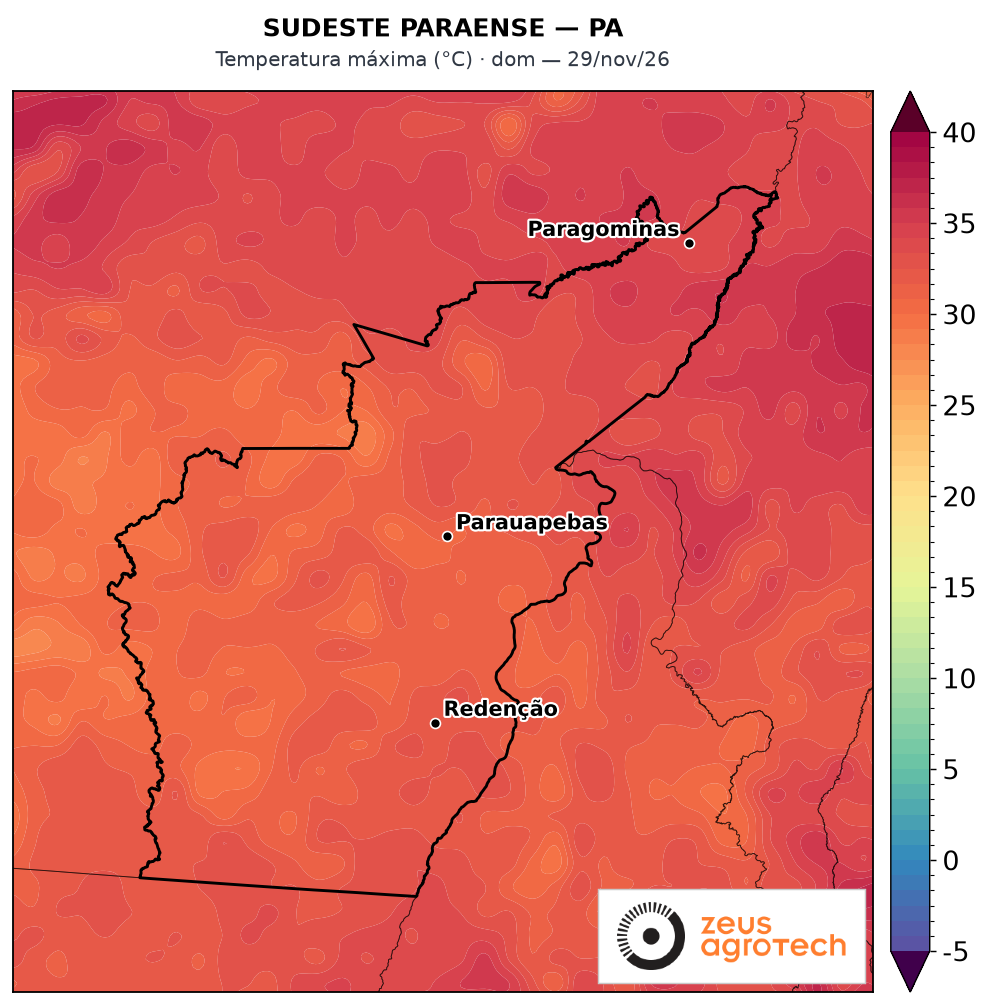 SUDESTE PARAENSE — PA
Temperatura máxima (°C) · dom — 29/nov/26
Paragominas
Parauapebas
Redenção
40
35
30
25
20
15
10
5
0
-5
zeus
agrotech